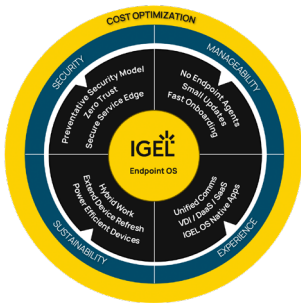 COST OPTIMIZATION
SECURITY
Preventative Security Model
Zero Trust
Secure Service Edge
MANAGEABILITY
No Endpoint Agents
Small Updates
Fast Onboarding
IGEL
Endpoint OS
Hybrid Work
Extend Device Refresh
Power Efficient Devices
SUSTAINABILITY
Unified Comms
VDI / DaaS / SaaS
IGEL OS Native Apps
EXPERIENCE